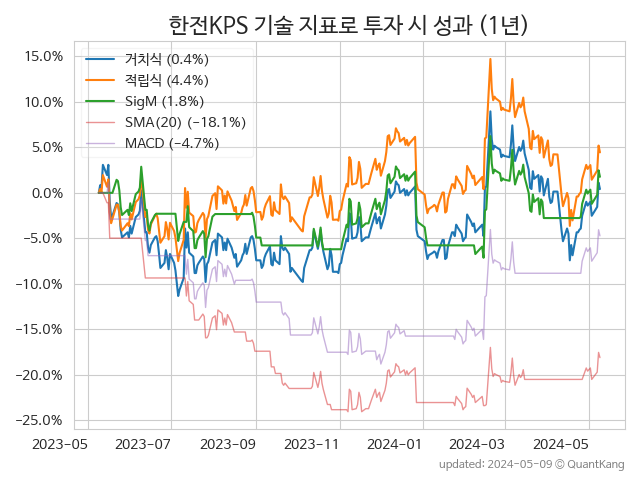 한전KPS 기술 지표로 투자 시 성과 (1년)
15.0%
10.0%
5.0%
0.0%
−5.0%
−10.0%
−15.0%
−20.0%
−25.0%
거치식 (0.4%)
적립식 (4.4%)
SigM (1.8%)
SMA(20) (−18.1%)
MACD (−4.7%)
2023-05 2023-07 2023-09 2023-11 2024-01 2024-03 2024-05
updated: 2024-05-09 © QuantKang